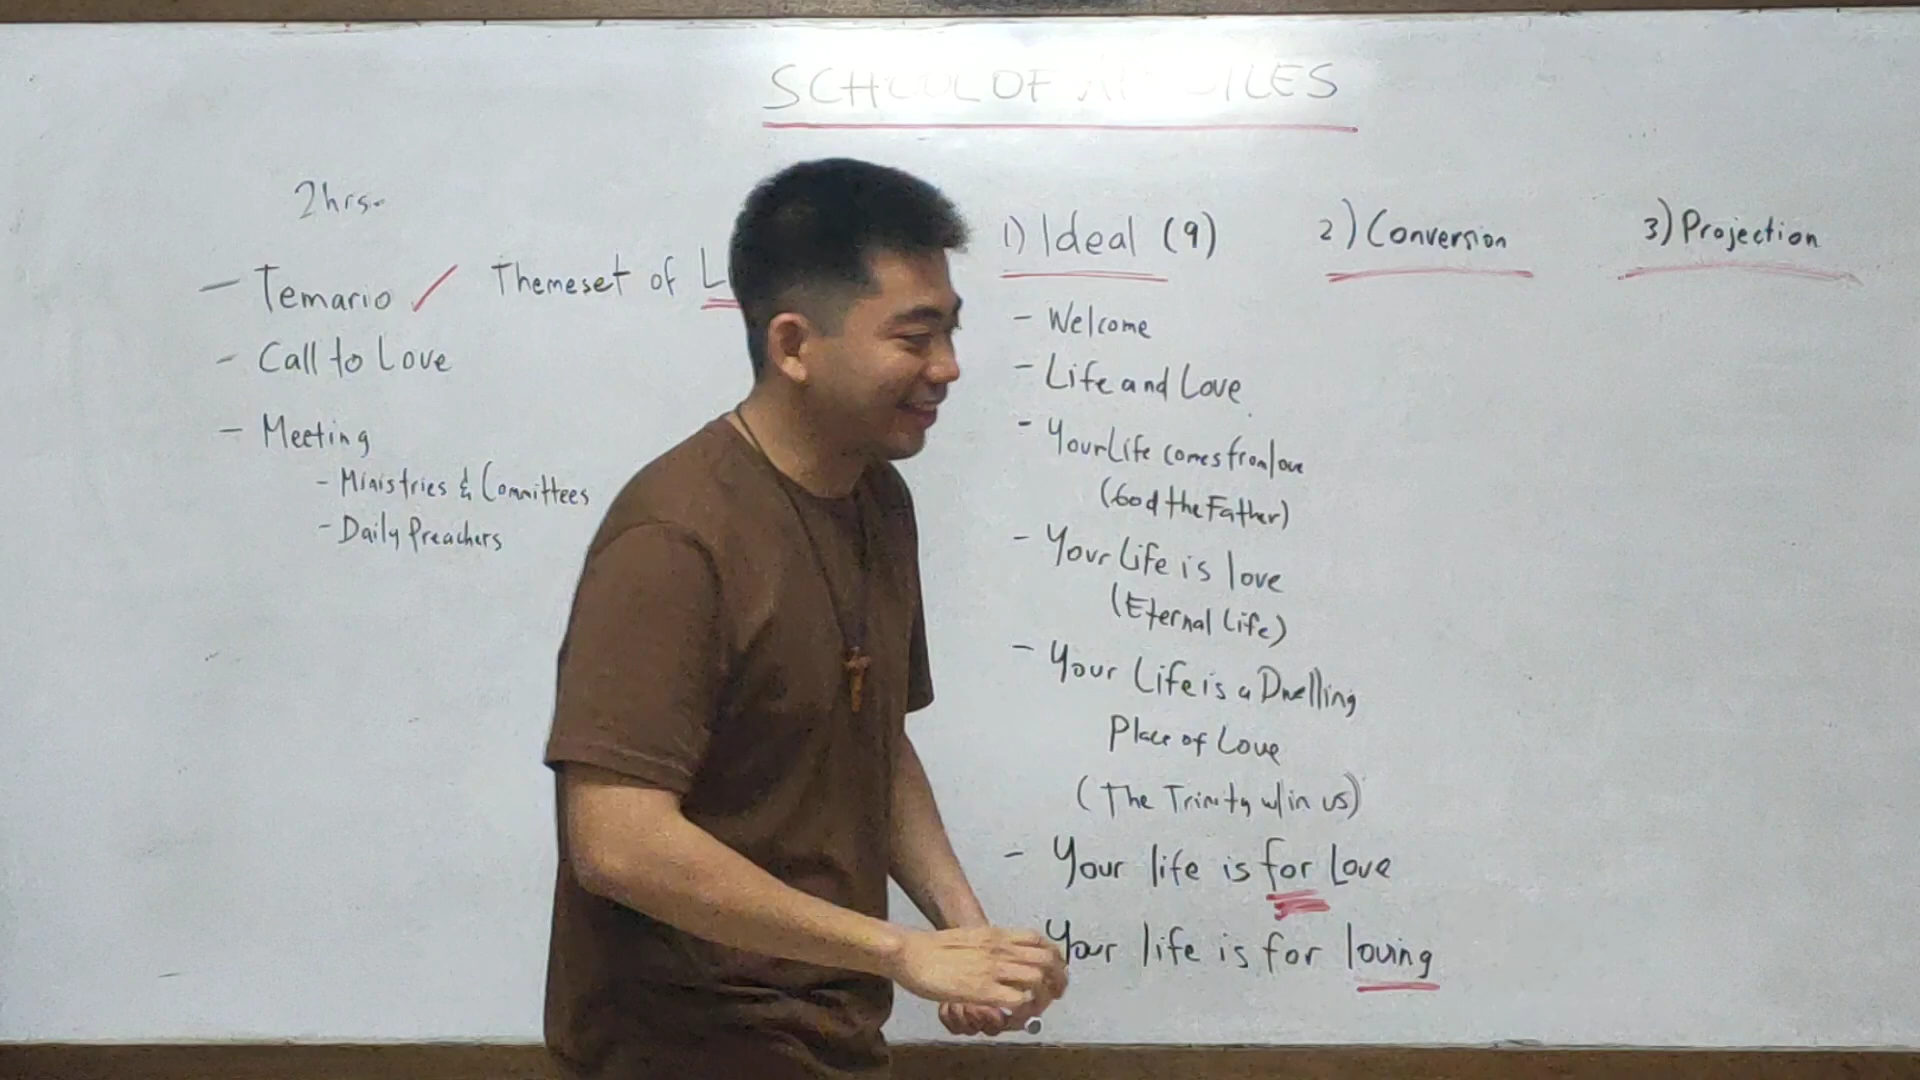 SCHOOL OF
2hrs.
- Temario Themeset of
- Call to Love
- Meeting
- Ministries & Committees
- Daily Preachers
1) Ideal (9)
- Welcome
- Life and Love
- Your Life comes from love
(God the Father)
- Your Life is love
(Eternal Life)
- Your Life is a Dwelling
Place of Love
(The Trinity w/in us)
- Your life is for Love
Your life is for loving
2) Conversion
3) Projection